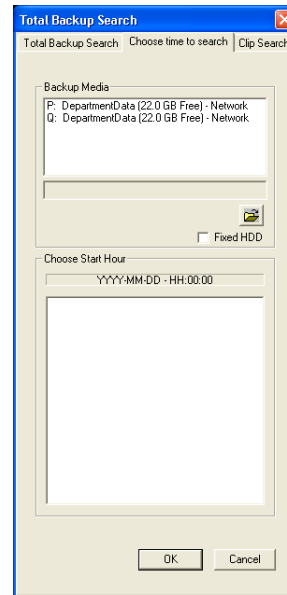 Total Backup Search
Total Backup Search Choose time to search Clip Search
Backup Media
P: DepartmentData (22.0 GB Free) - Network
Q: DepartmentData (22.0 GB Free) - Network
Fixed HDD
Choose Start Hour
YYYY-MM-DD - HH:00:00
OK Cancel